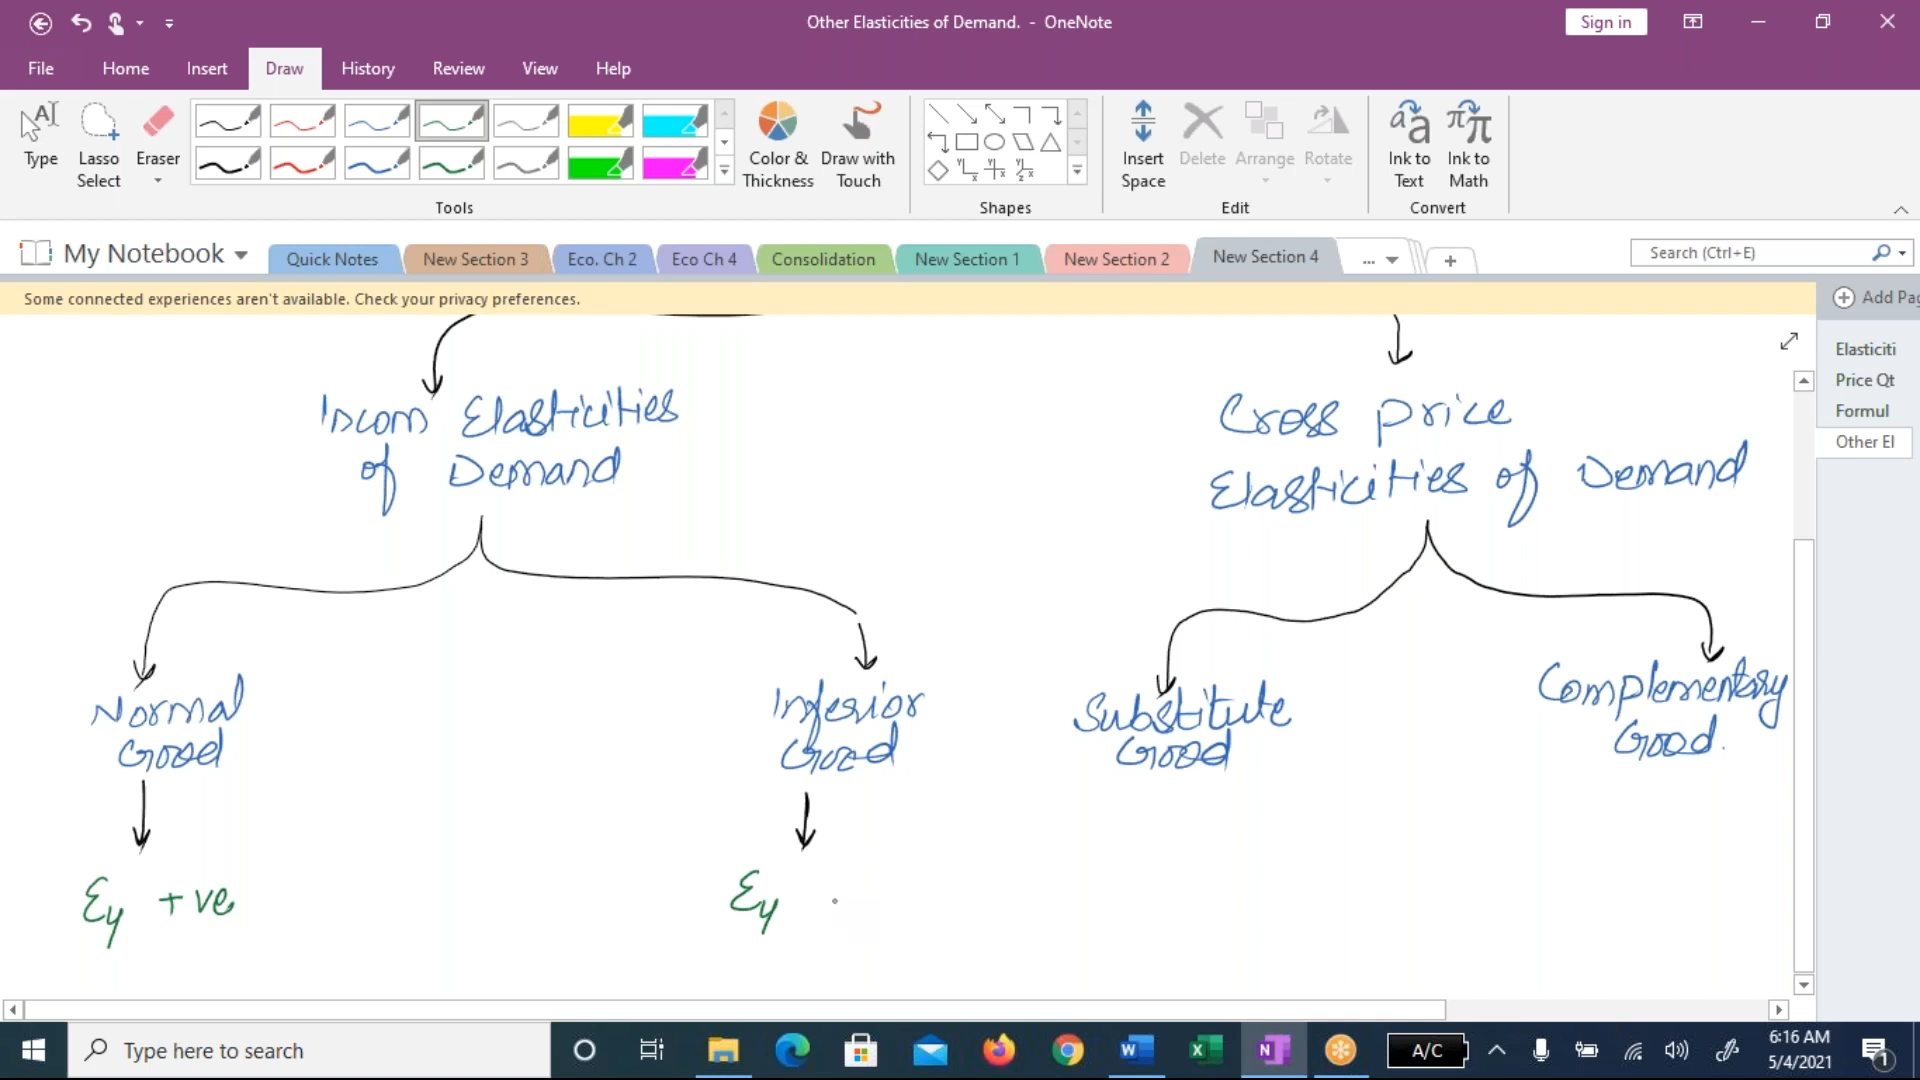 Other Elasticities of Demand. - OneNote
Sign in
File Home Insert Draw History Review View Help
Type
Lasso Select
Eraser
Color & Thickness
Draw with Touch
Insert Space
Delete
Arrange
Rotate
Ink to Text
Ink to Math
Tools
Shapes
Edit
Convert
My Notebook
Quick Notes
New Section 3
Eco. Ch 2
Eco Ch 4
Consolidation
New Section 1
New Section 2
New Section 4
...
Search (Ctrl+E)
Some connected experiences aren't available. Check your privacy preferences.
Add Pag
Elasticiti
Price Qt
Formul
Other El
Incom Elasticities
of Demand
Cross Price
Elasticities of Demand
Normal
Good
Inferior
Good
Substitute
Good
Complementary
Good.
Ey +ve
Ey
Type here to search
A/C
6:16 AM
5/4/2021
1